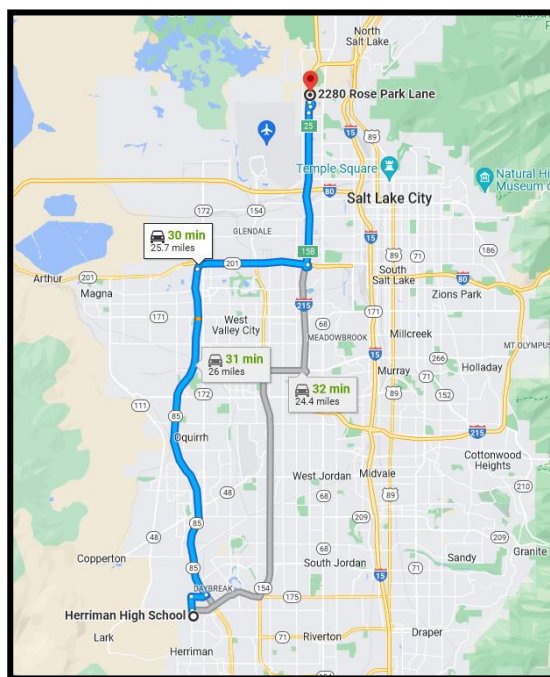 North
Salt Lake
2280 Rose Park Lane
25
15
89
Temple Square
Natural Hi
Museum o
Salt Lake City
80
172
154
GLENDALE
30 min
25.7 miles
15B
186
Arthur
201
201
Magna
215
South
Salt Lake
80
Zions Park
171
West
Valley City
68
171
MEADOWBROOK
Millcreek
MT OLYMPUS
15
31 min
26 miles
266
Murray
Holladay
71
172
32 min
24.4 miles
89
152
111
85
215
Oquirrh
Cottonwood
Heights
West Jordan
Midvale
89
210
48
68
209
85
209
Granite
48
Copperton
71
Sandy
85
South Jordan
DAYBREAK
154
15
175
Herriman High School
Lark
71
Riverton
Draper
Herriman
68
71
154